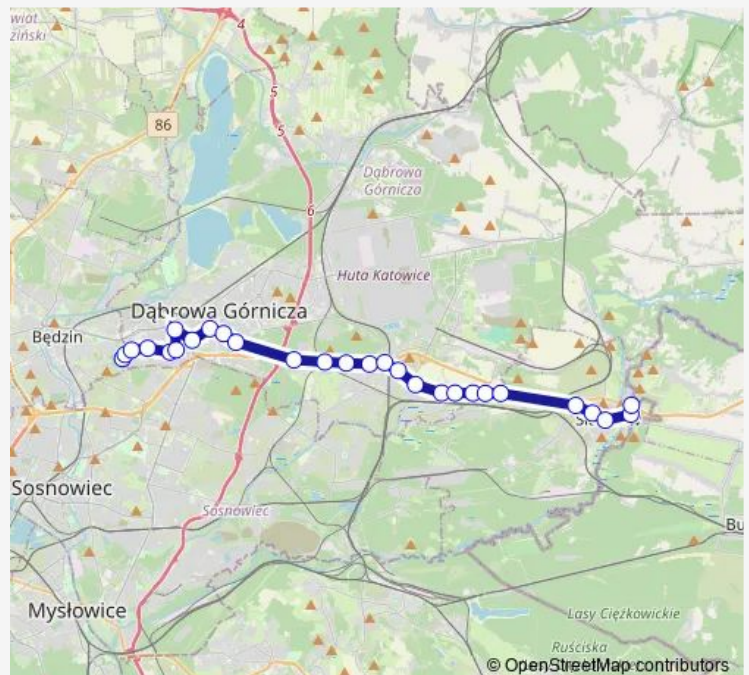 wiat
ziński
4
5
5
86
6
Dąbrowa
Górnicza
Huta Katowice
Dąbrowa Górnicza
Będzin
Sosnowiec
Sosnowiec
Bu
Mysłowice
Lasy Ciężkowickie
Ruściska
© OpenStreetMap contributors